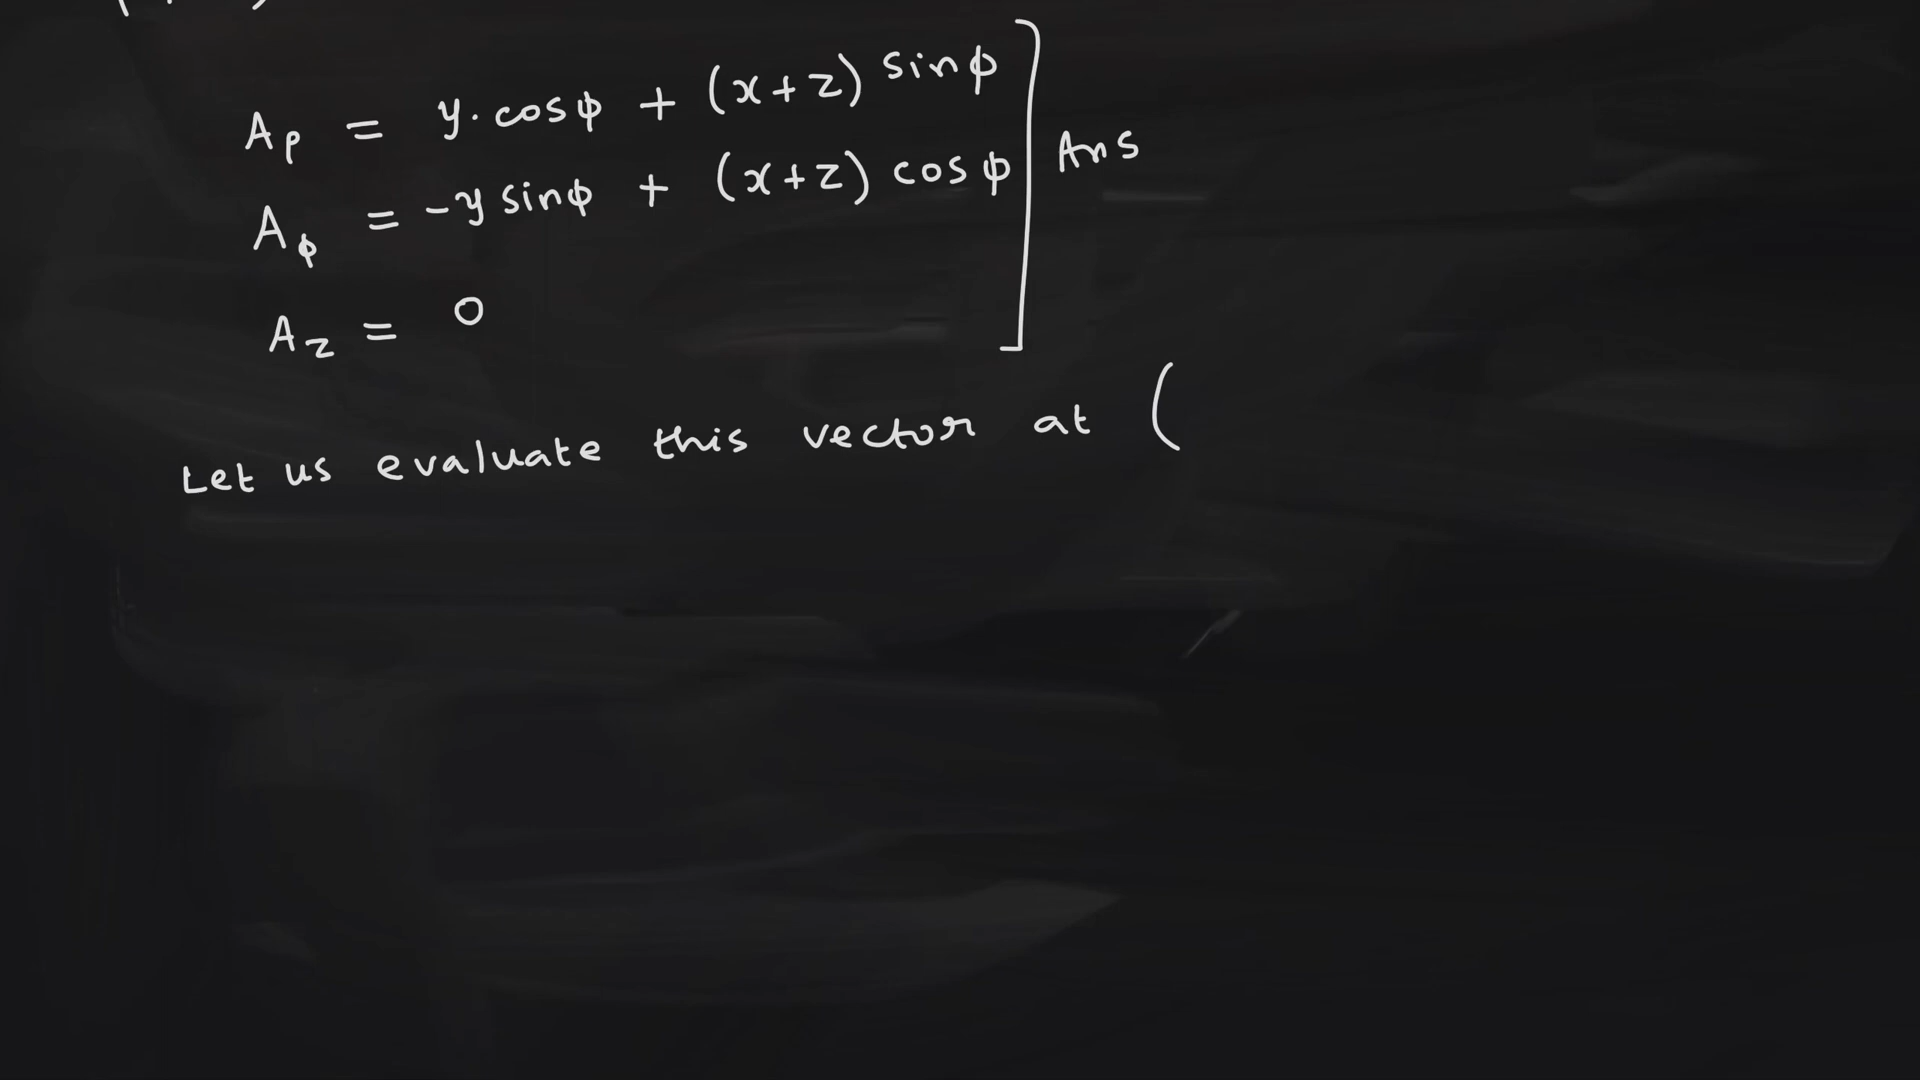 Aρ = y. cosϕ + (x+z) sinϕ
Aϕ = -y sinϕ + (x+z) cosϕ
Az = 0
Ans
Let us evaluate this vector at (